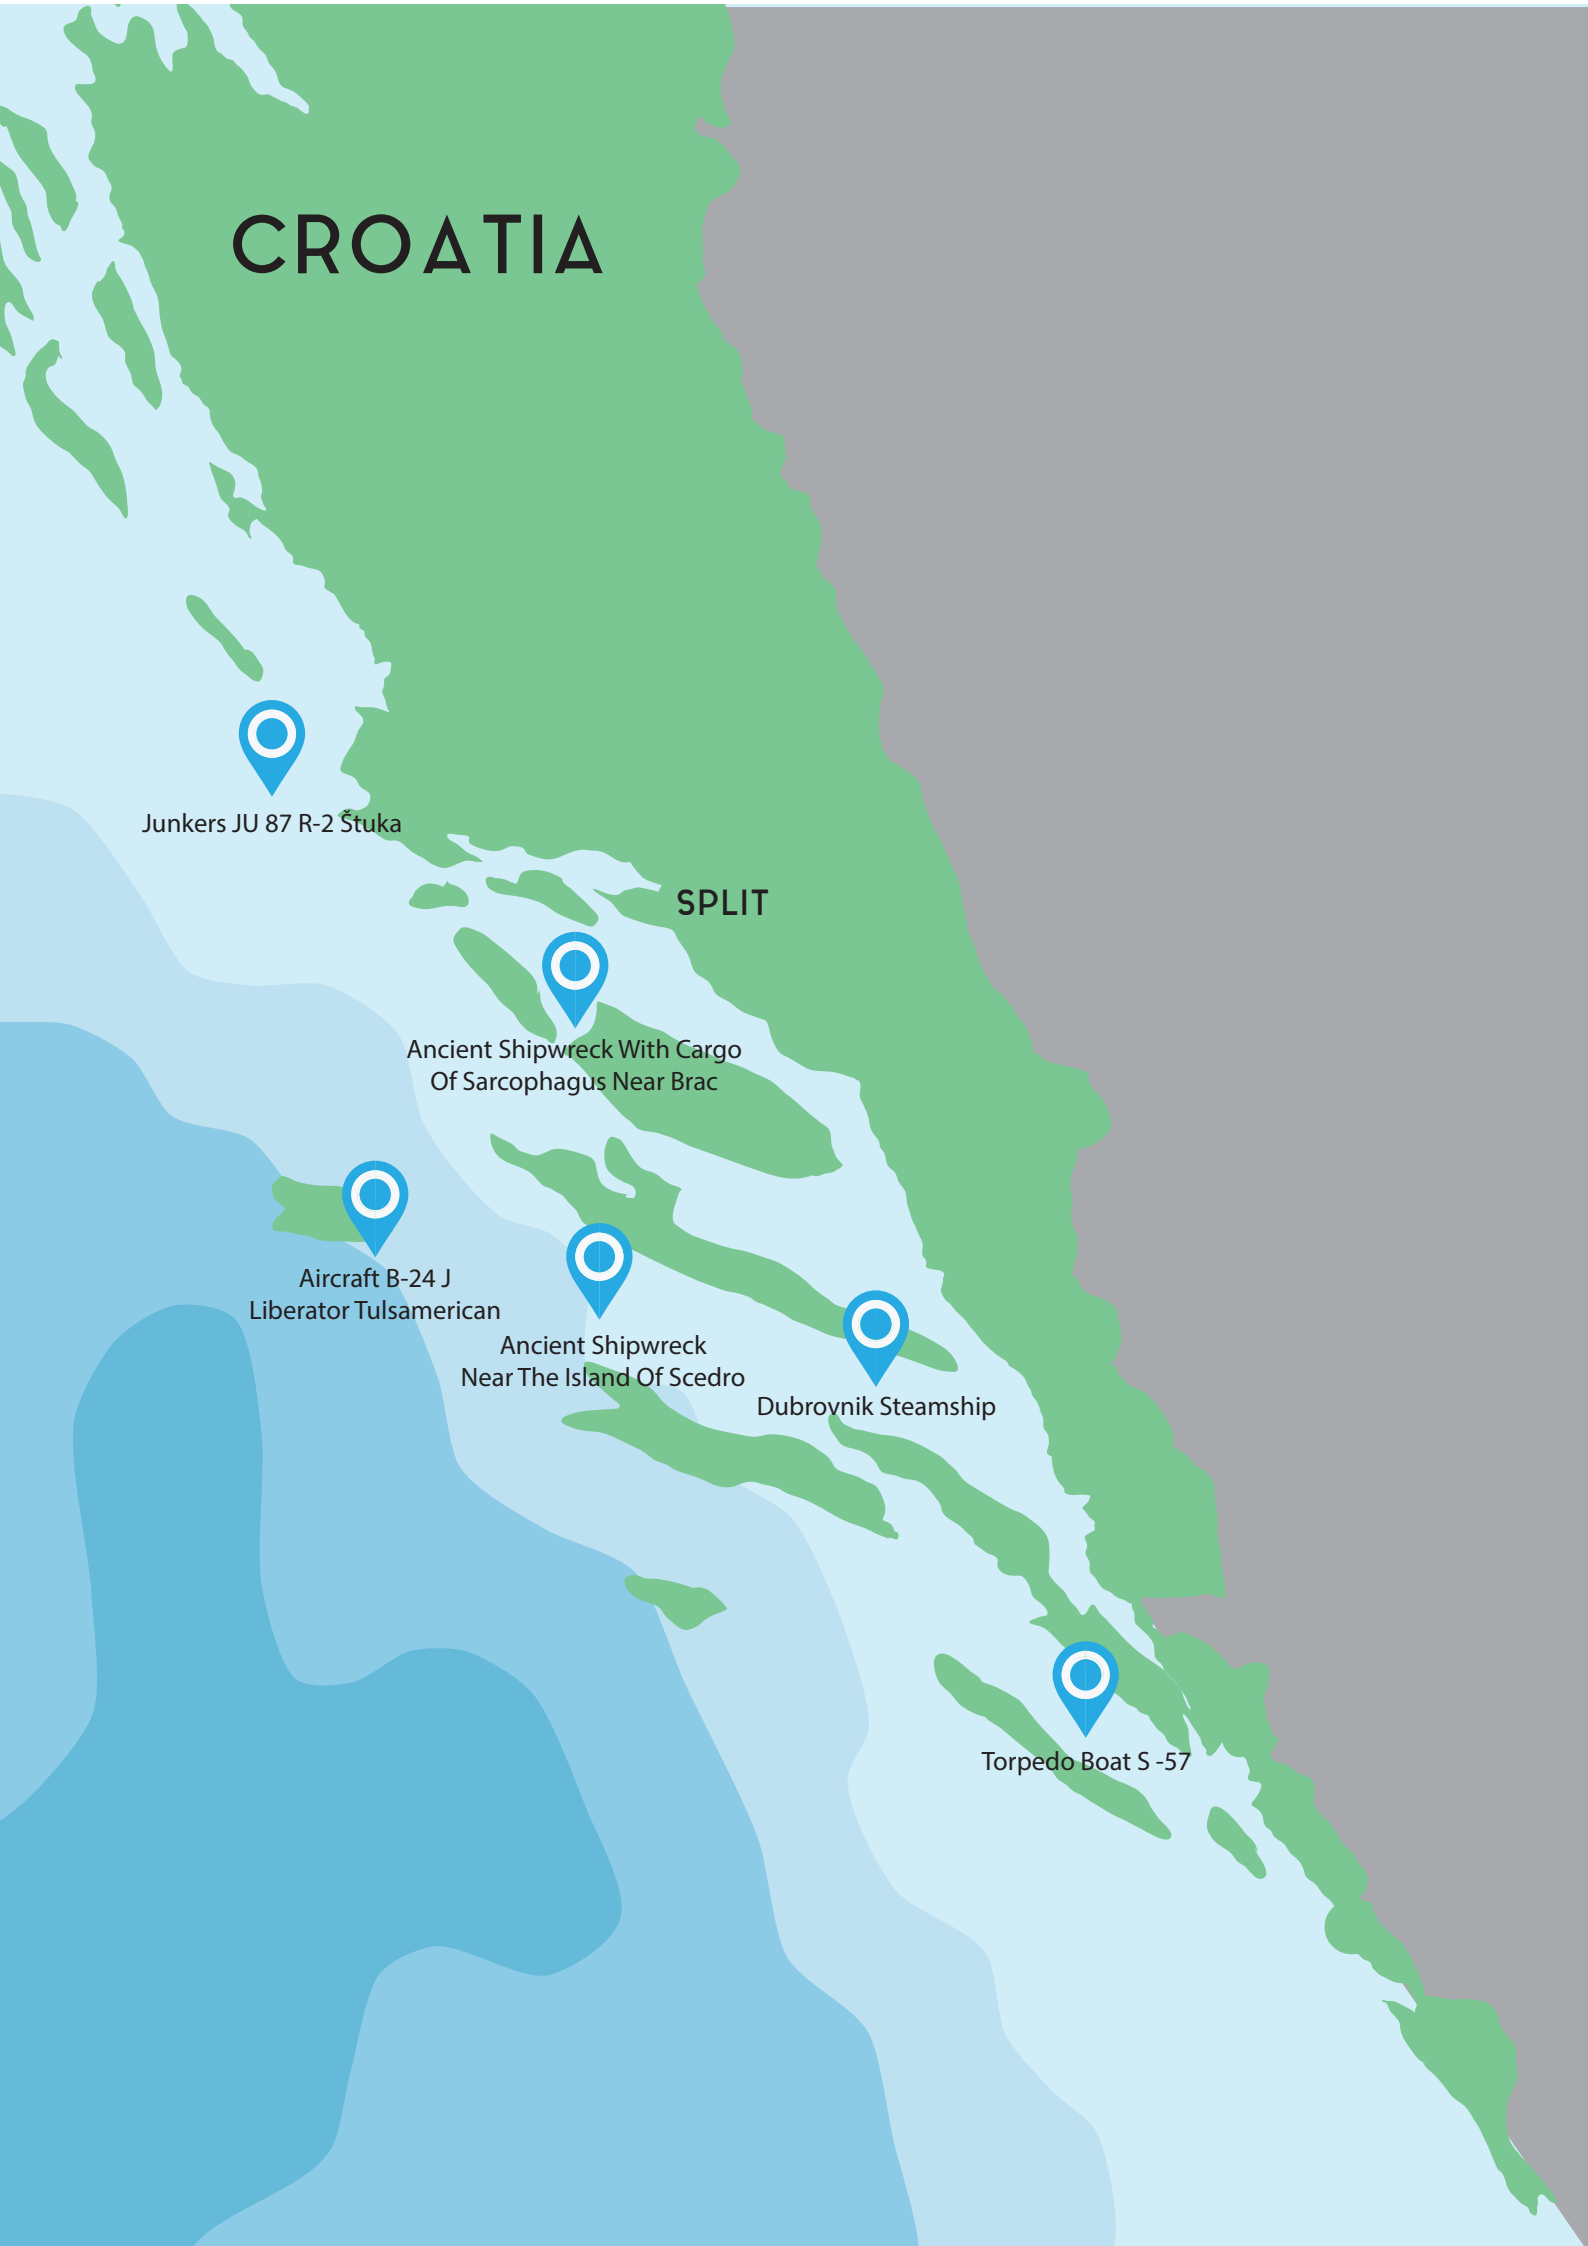 CROATIA
Junkers JU 87 R-2 Štuka
SPLIT
Ancient Shipwreck With Cargo
Of Sarcophagus Near Brac
Aircraft B-24 J
Liberator Tulsamerican
Ancient Shipwreck
Near The Island Of Scedro
Dubrovnik Steamship
Torpedo Boat S -57